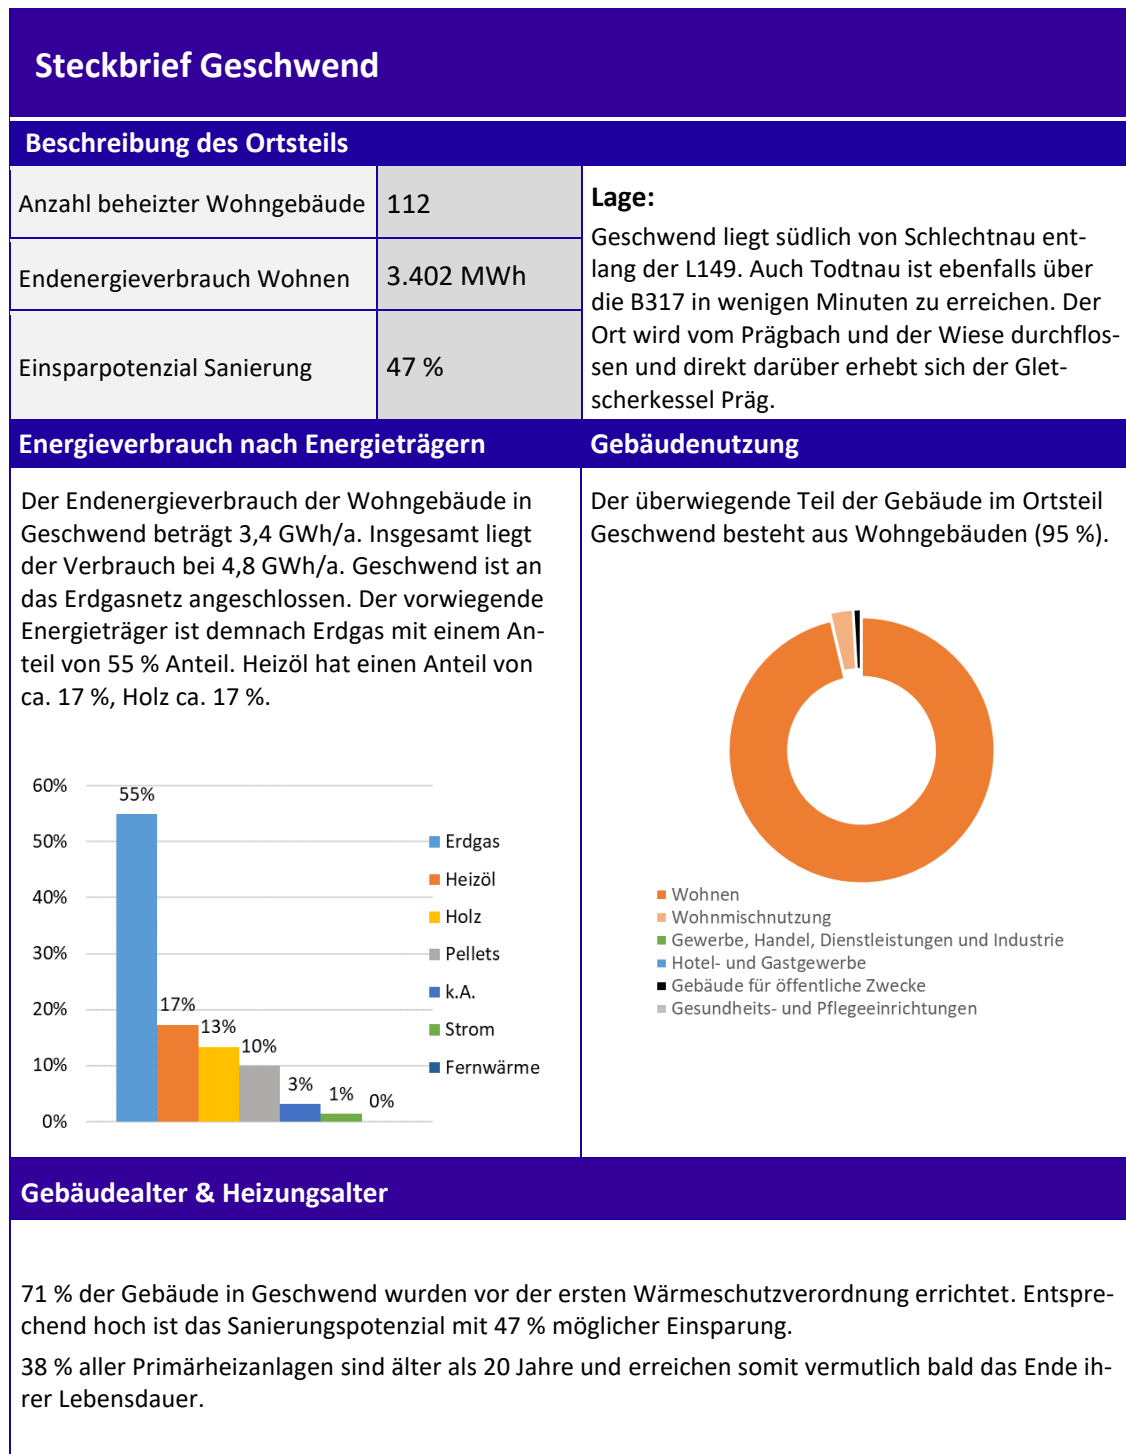 Steckbrief Geschwend
Beschreibung des Ortsteils
Anzahl beheizter Wohngebäude 112
Endenergieverbrauch Wohnen 3.402 MWh
Einsparpotenzial Sanierung 47 %
Lage:
Geschwend liegt südlich von Schlechtnau ent-
lang der L149. Auch Todtnau ist ebenfalls über
die B317 in wenigen Minuten zu erreichen. Der
Ort wird vom Prägbach und der Wiese durchflos-
sen und direkt darüber erhebt sich der Glet-
scherkessel Präg.
Energieverbrauch nach Energieträgern
Der Endenergieverbrauch der Wohngebäude in
Geschwend beträgt 3,4 GWh/a. Insgesamt liegt
der Verbrauch bei 4,8 GWh/a. Geschwend ist an
das Erdgasnetz angeschlossen. Der vorwiegende
Energieträger ist demnach Erdgas mit einem An-
teil von 55 % Anteil. Heizöl hat einen Anteil von
ca. 17 %, Holz ca. 17 %.
60%
50%
40%
30%
20%
10%
0%
55%
17%
13%
10%
3%
1%
0%
Erdgas
Heizöl
Holz
Pellets
k.A.
Strom
Fernwärme
Gebäudenutzung
Der überwiegende Teil der Gebäude im Ortsteil
Geschwend besteht aus Wohngebäuden (95 %).
Wohnen
Wohnmischnutzung
Gewerbe, Handel, Dienstleistungen und Industrie
Hotel- und Gastgewerbe
Gebäude für öffentliche Zwecke
Gesundheits- und Pflegeeinrichtungen
Gebäudealter & Heizungsalter
71 % der Gebäude in Geschwend wurden vor der ersten Wärmeschutzverordnung errichtet. Entspre-
chend hoch ist das Sanierungspotenzial mit 47 % möglicher Einsparung.
38 % aller Primärheizanlagen sind älter als 20 Jahre und erreichen somit vermutlich bald das Ende ih-
rer Lebensdauer.